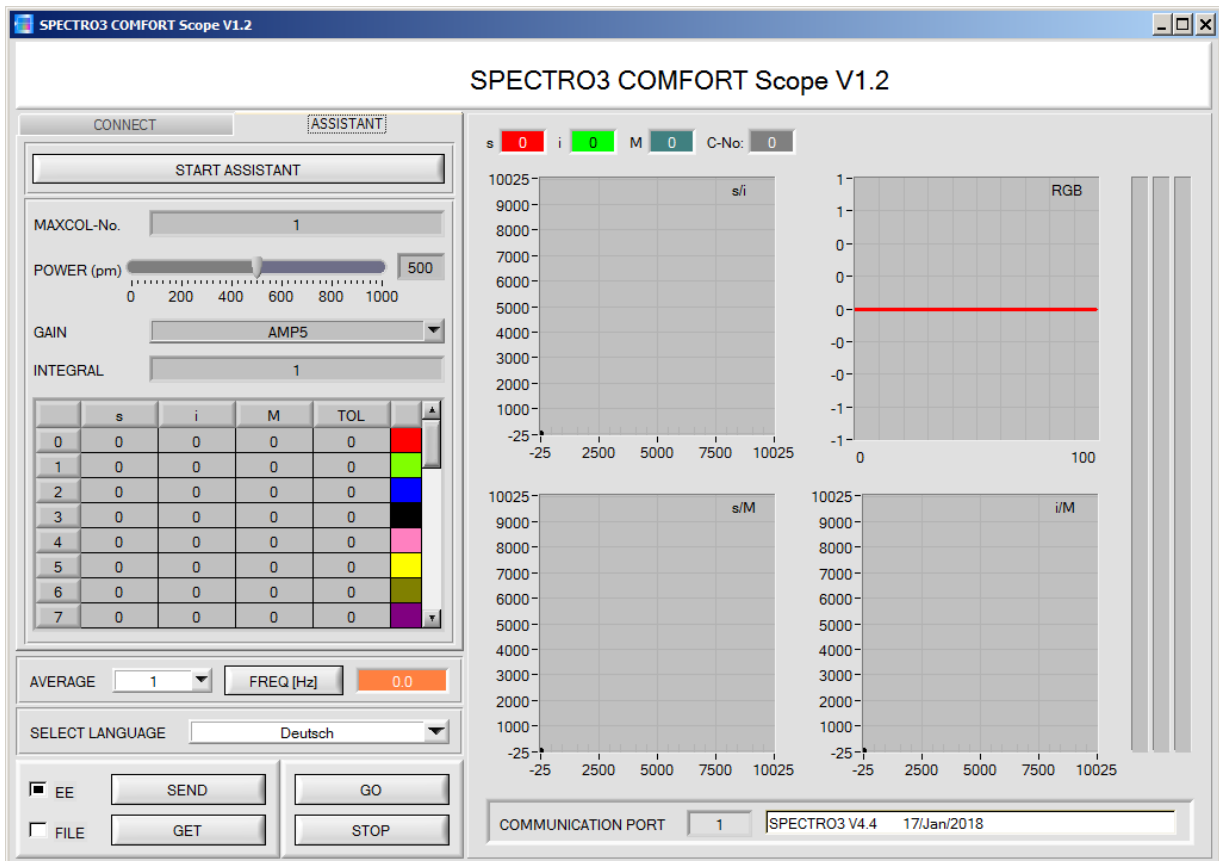 SPECTRO3 COMFORT Scope V1.2
SPECTRO3 COMFORT Scope V1.2
CONNECT ASSISTANT
START ASSISTANT
MAXCOL-No. 1
POWER (pm) 500
0 200 400 600 800 1000
GAIN AMP5
INTEGRAL 1
s i M TOL
0 0 0 0 0
1 0 0 0 0
2 0 0 0 0
3 0 0 0 0
4 0 0 0 0
5 0 0 0 0
6 0 0 0 0
7 0 0 0 0
AVERAGE 1 FREQ [Hz] 0.0
SELECT LANGUAGE Deutsch
EE SEND GO
FILE GET STOP
s 0 i 0 M 0 C-No: 0
s/i
10025
9000
8000
7000
6000
5000
4000
3000
2000
1000
-25
-25 2500 5000 7500 10025
RGB
1
1
0
0
0
-0
-0
-1
-1
0 100
s/M
10025
9000
8000
7000
6000
5000
4000
3000
2000
1000
-25
-25 2500 5000 7500 10025
i/M
10025
9000
8000
7000
6000
5000
4000
3000
2000
1000
-25
-25 2500 5000 7500 10025
COMMUNICATION PORT 1 SPECTRO3 V4.4 17/Jan/2018